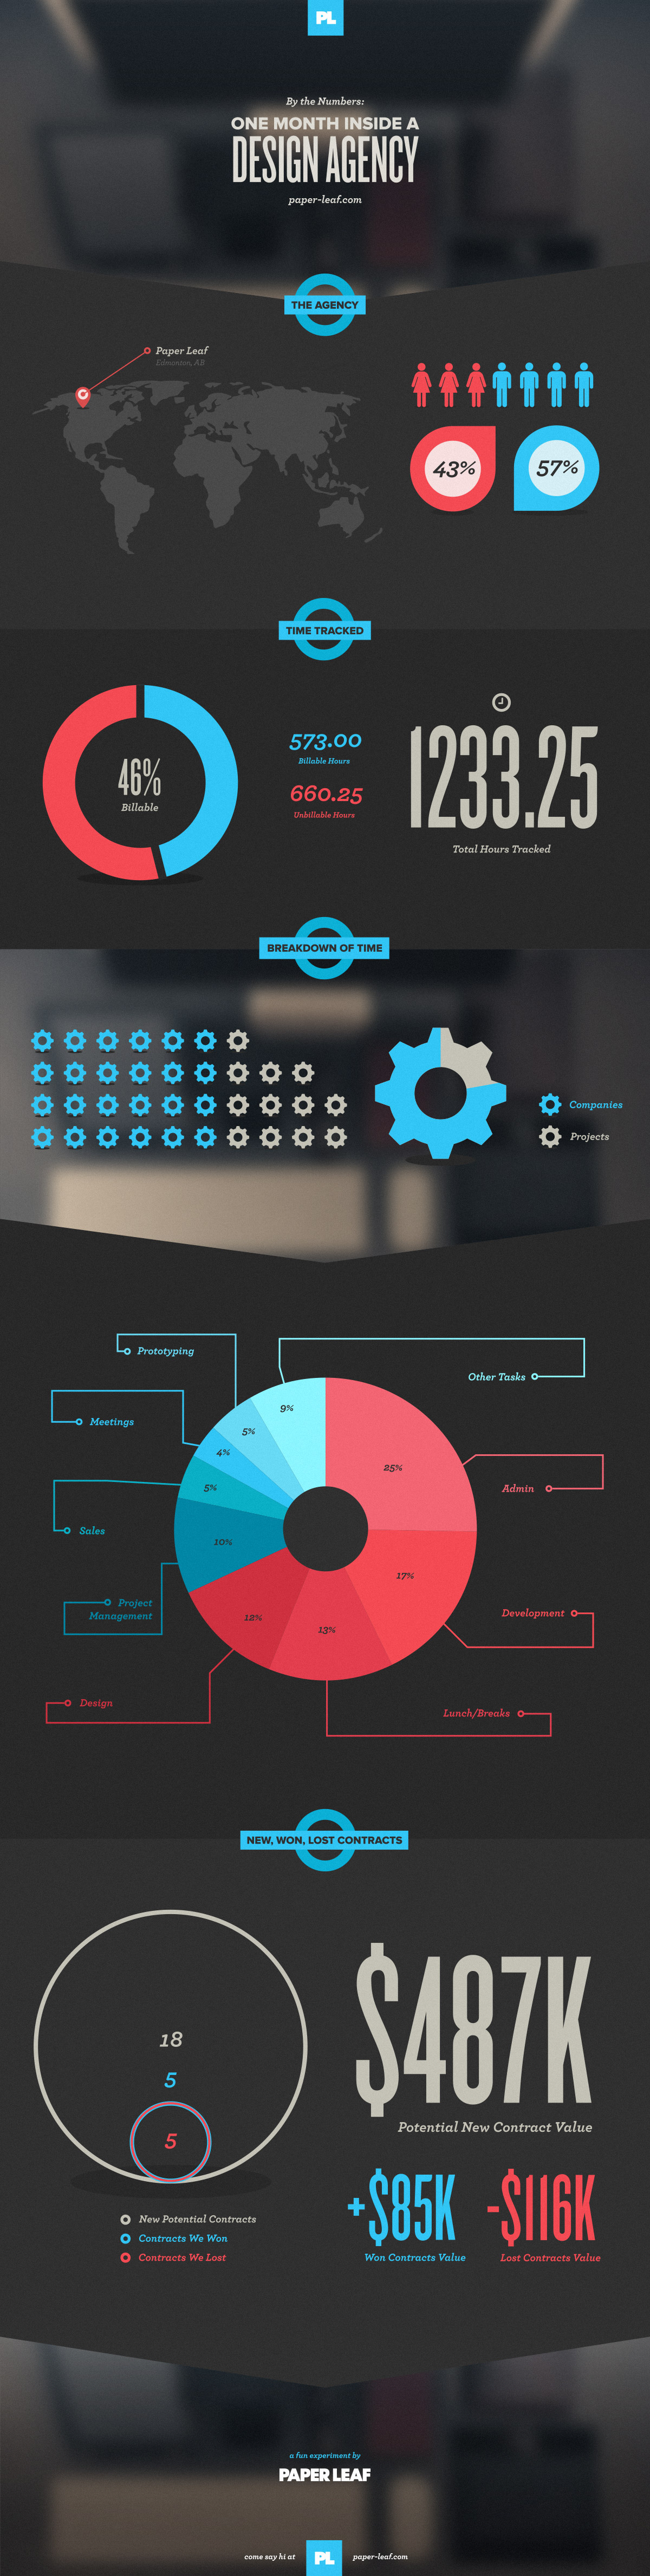 PL
By the Numbers:
ONE MONTH INSIDE A
DESIGN AGENCY
paper-leaf.com
THE AGENCY
Paper Leaf
Edmonton, AB
43%
57%
TIME TRACKED
46%
Billable
573.00
Billable Hours
660.25
Unbillable Hours
1233.25
Total Hours Tracked
BREAKDOWN OF TIME
Companies
Projects
Prototyping
Other Tasks
9%
5%
Meetings
4%
25%
5%
Admin
Sales
10%
17%
Project
Management
Development
12%
13%
Design
Lunch/Breaks
NEW, WON, LOST CONTRACTS
18
5
5
$487K
Potential New Contract Value
New Potential Contracts
Contracts We Won
Contracts We Lost
+$85K
Won Contracts Value
-$116K
Lost Contracts Value
a fun experiment by
PAPER LEAF
come say hi at
PL
paper-leaf.com